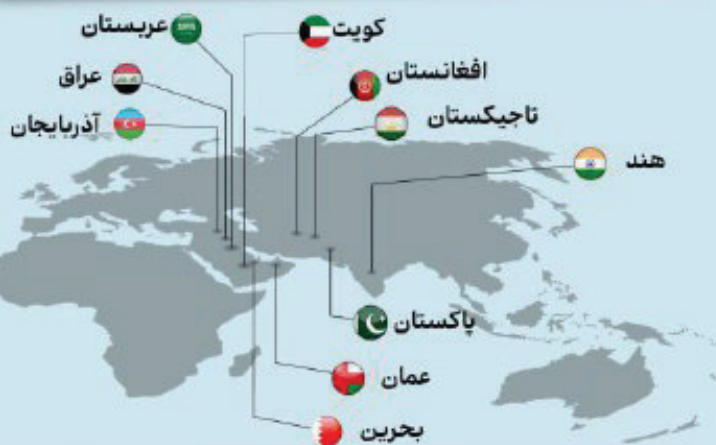 عربستان
کویت
عراق
افغانستان
آذربایجان
تاجیکستان
هند
پاکستان
عمان
بحرین